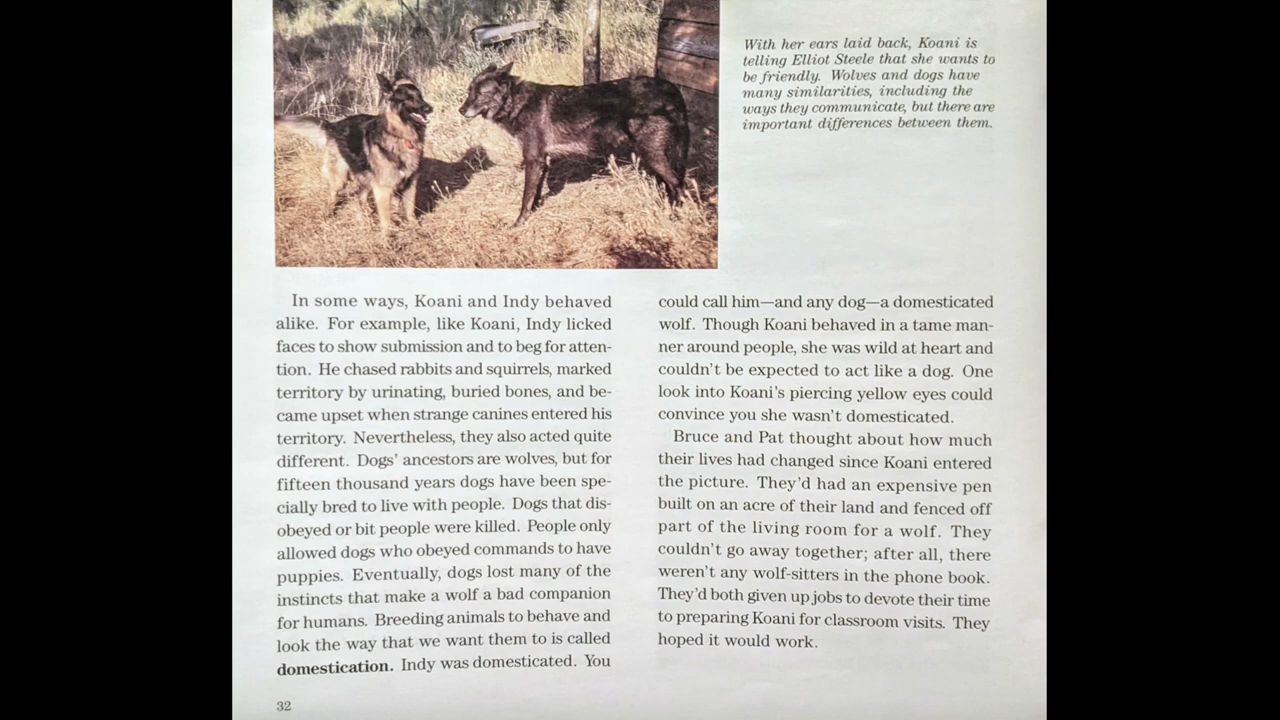 With her ears laid back, Koani is
telling Elliot Steele that she wants to
be friendly. Wolves and dogs have
many similarities, including the
ways they communicate, but there are
important differences between them.
In some ways, Koani and Indy behaved
alike. For example, like Koani, Indy licked
faces to show submission and to beg for atten-
tion. He chased rabbits and squirrels, marked
territory by urinating, buried bones, and be-
came upset when strange canines entered his
territory. Nevertheless, they also acted quite
different. Dogs' ancestors are wolves, but for
fifteen thousand years dogs have been spe-
cially bred to live with people. Dogs that dis-
obeyed or bit people were killed. People only
allowed dogs who obeyed commands to have
puppies. Eventually, dogs lost many of the
instincts that make a wolf a bad companion
for humans. Breeding animals to behave and
look the way that we want them to is called
domestication. Indy was domesticated. You
could call him—and any dog—a domesticated
wolf. Though Koani behaved in a tame man-
ner around people, she was wild at heart and
couldn't be expected to act like a dog. One
look into Koani's piercing yellow eyes could
convince you she wasn't domesticated.
Bruce and Pat thought about how much
their lives had changed since Koani entered
the picture. They'd had an expensive pen
built on an acre of their land and fenced off
part of the living room for a wolf. They
couldn't go away together; after all, there
weren't any wolf-sitters in the phone book.
They'd both given up jobs to devote their time
to preparing Koani for classroom visits. They
hoped it would work.
32